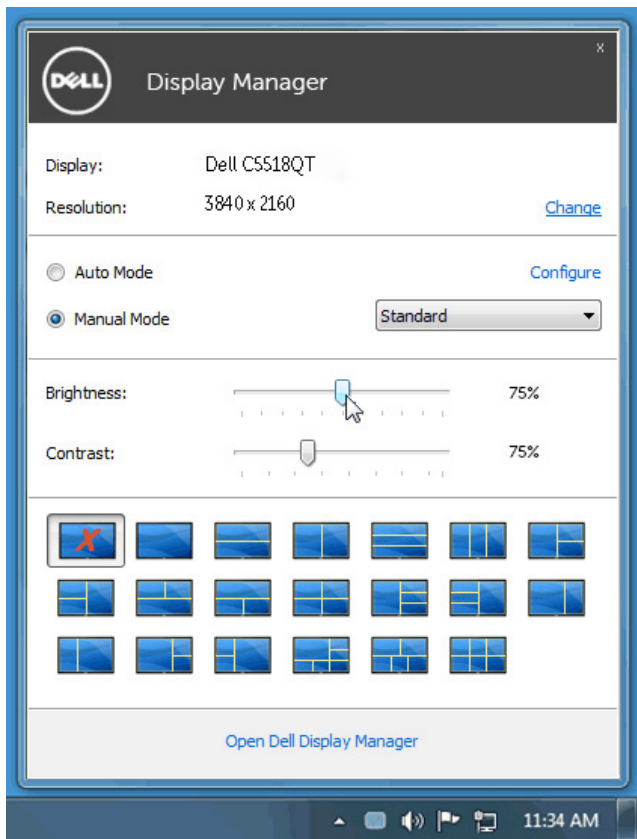 x
DELL Display Manager
Display: Dell C5518QT
Resolution: 3840 x 2160 Change
Auto Mode Configure
Manual Mode Standard
Brightness: 75%
Contrast: 75%
Open Dell Display Manager
11:34 AM